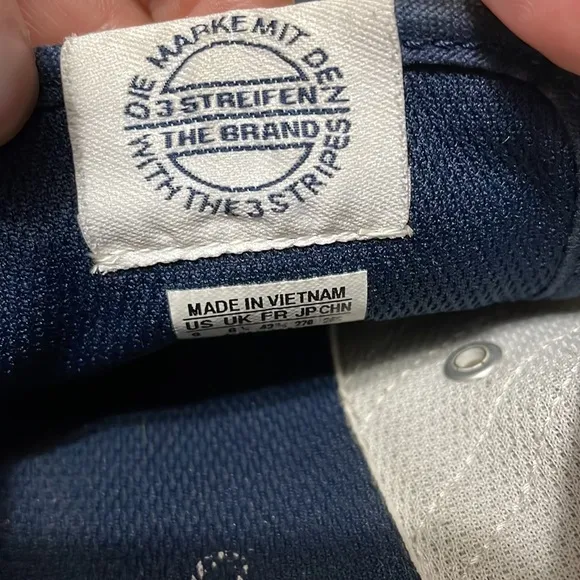 DIE MARKE MIT DEN
3 STREIFEN
THE BRAND
WITH THE 3 STRIPES
MADE IN VIETNAM
US UK FR JP CHN